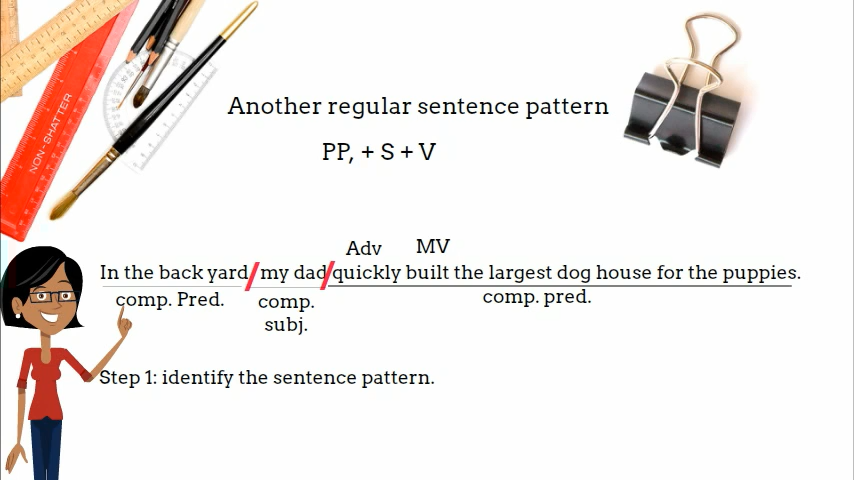 NON-SHATTER
Another regular sentence pattern
PP, + S + V
Adv MV
In the back yard/my dad/quickly built the largest dog house for the puppies.
comp. Pred. comp. subj. comp. pred.
Step 1: identify the sentence pattern.